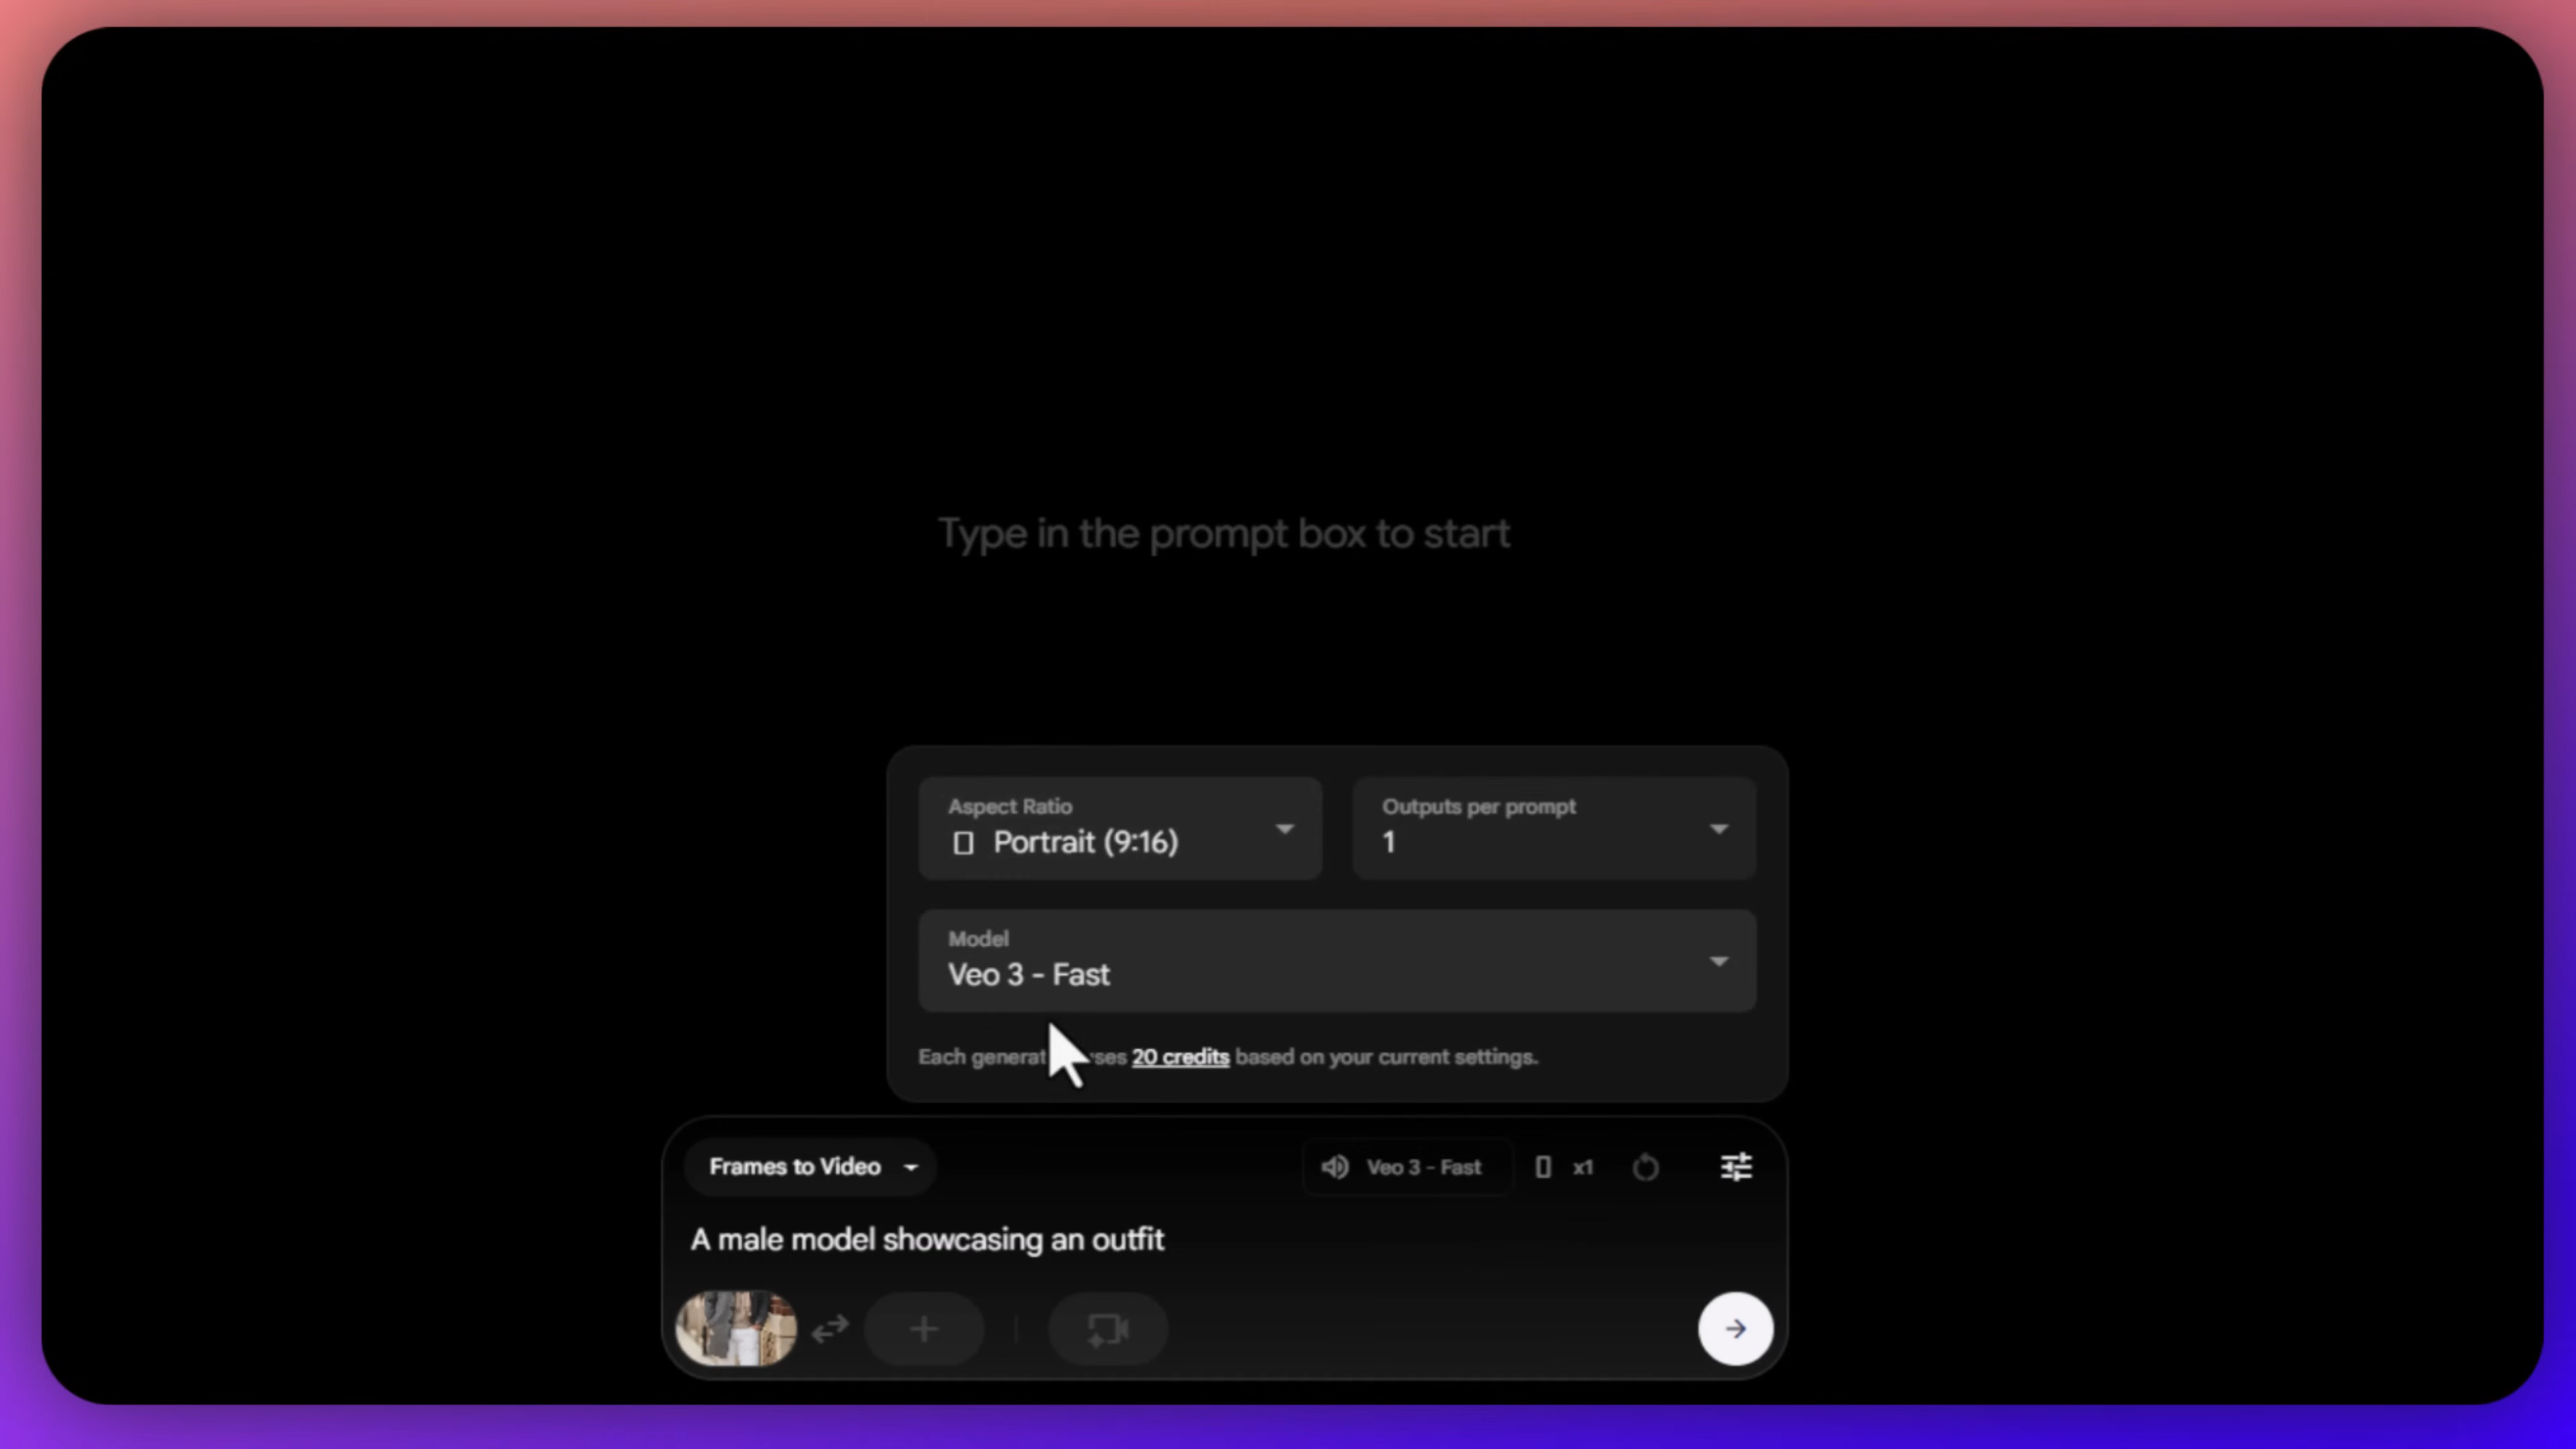 Type in the prompt box to start
Aspect Ratio
Portrait (9:16)
Outputs per prompt
1
Model
Veo 3 - Fast
Each 20 credits based on your current settings.
Frames to Video
Veo 3 - Fast
x1
A male model showcasing an outfit